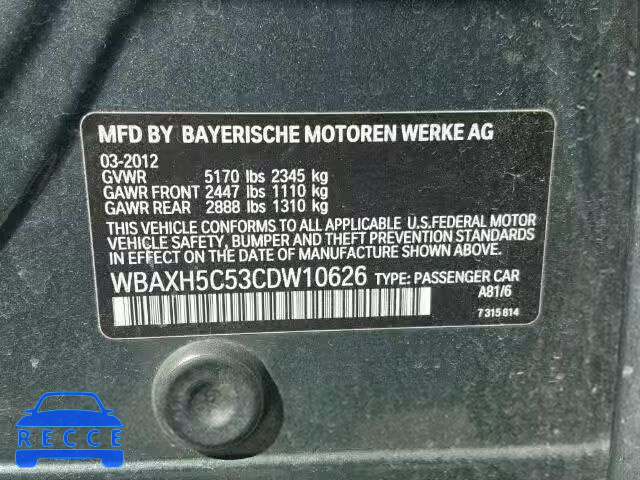 MFD BY BAYERISCHE MOTOREN WERKE AG
03-2012
GVWR 5170 lbs 2345 kg
GAWR FRONT 2447 lbs 1110 kg
GAWR REAR 2888 lbs 1310 kg
THIS VEHICLE CONFORMS TO ALL APPLICABLE U.S.FEDERAL MOTOR
VEHICLE SAFETY, BUMPER AND THEFT PREVENTION STANDARDS
IN EFFECT ON THE DATE OF MANUFACTURE SHOWN ABOVE.
WBAXH5C53CDW10626 TYPE: PASSENGER CAR
A81/6
7 315 814
RECCE